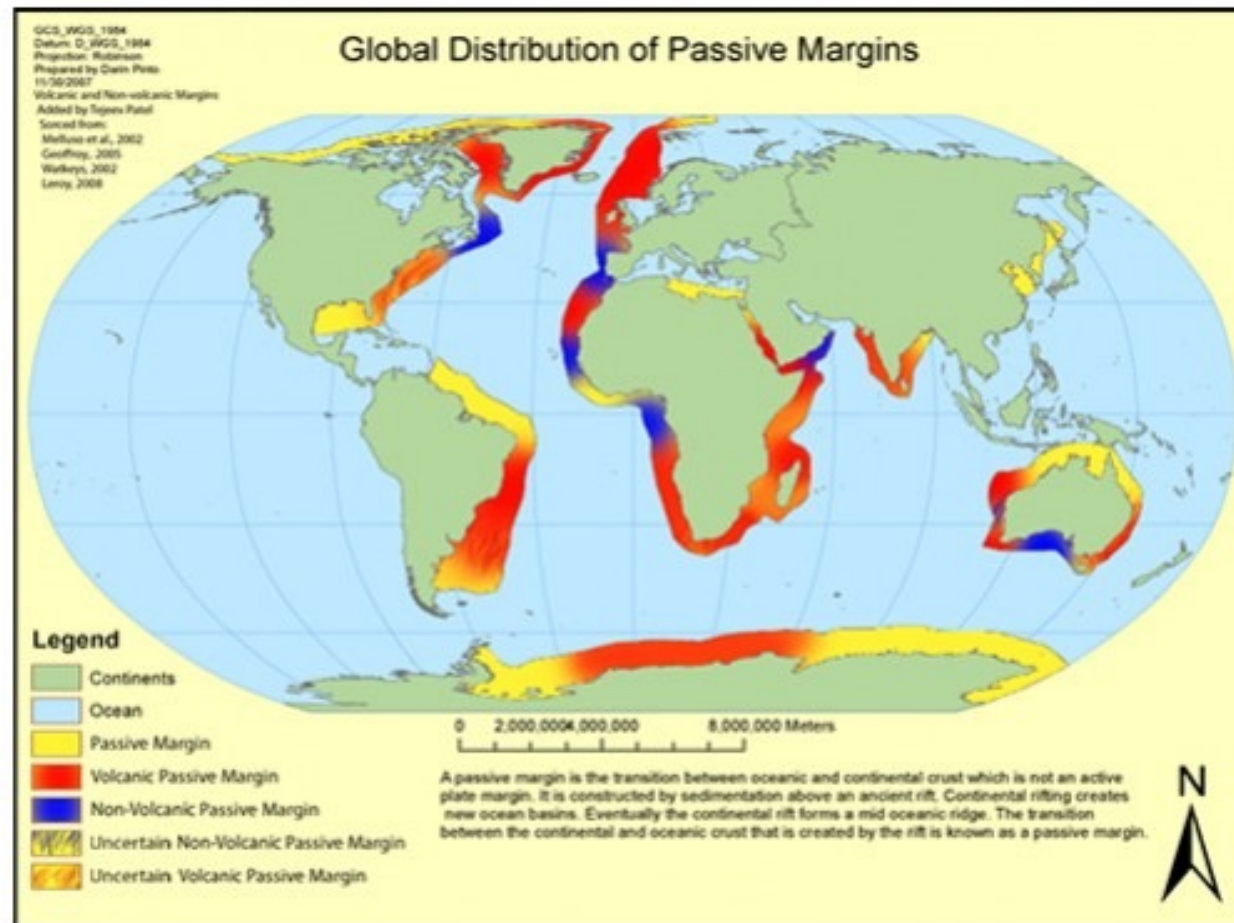 GCS_WGS_1984
Datum: D_WGS_1984
Projection: Robinson
Prepared by Darin Pinto
11/30/2007
Volcanic and Non-volcanic Margins
Added by Tejeev Patel
Sorced from:
Melluso et al., 2002
Geoffroy,. 2005
Watkeys, 2002
Leroy, 2008
Global Distribution of Passive Margins
Legend
Continents
Ocean
Passive Margin
Volcanic Passive Margin
Non-Volcanic Passive Margin
Uncertain Non-Volcanic Passive Margin
Uncertain Volcanic Passive Margin
0 2,000,0004,000,000 8,000,000 Meters
A passive margin is the transition between oceanic and continental crust which is not an active
plate margin. It is constructed by sedimentation above an ancient rift. Continental rifting creates
new ocean basins. Eventually the continental rift forms a mid oceanic ridge. The transition
between the continental and oceanic crust that is created by the rift is known as a passive margin.
N